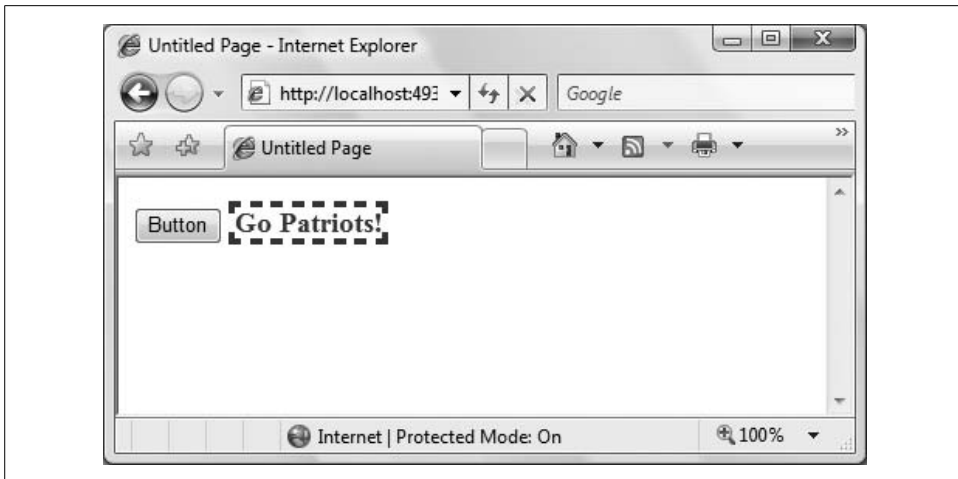 Untitled Page - Internet Explorer
http://localhost:493
Google
Untitled Page
Button
Go Patriots!
Internet | Protected Mode: On
100%